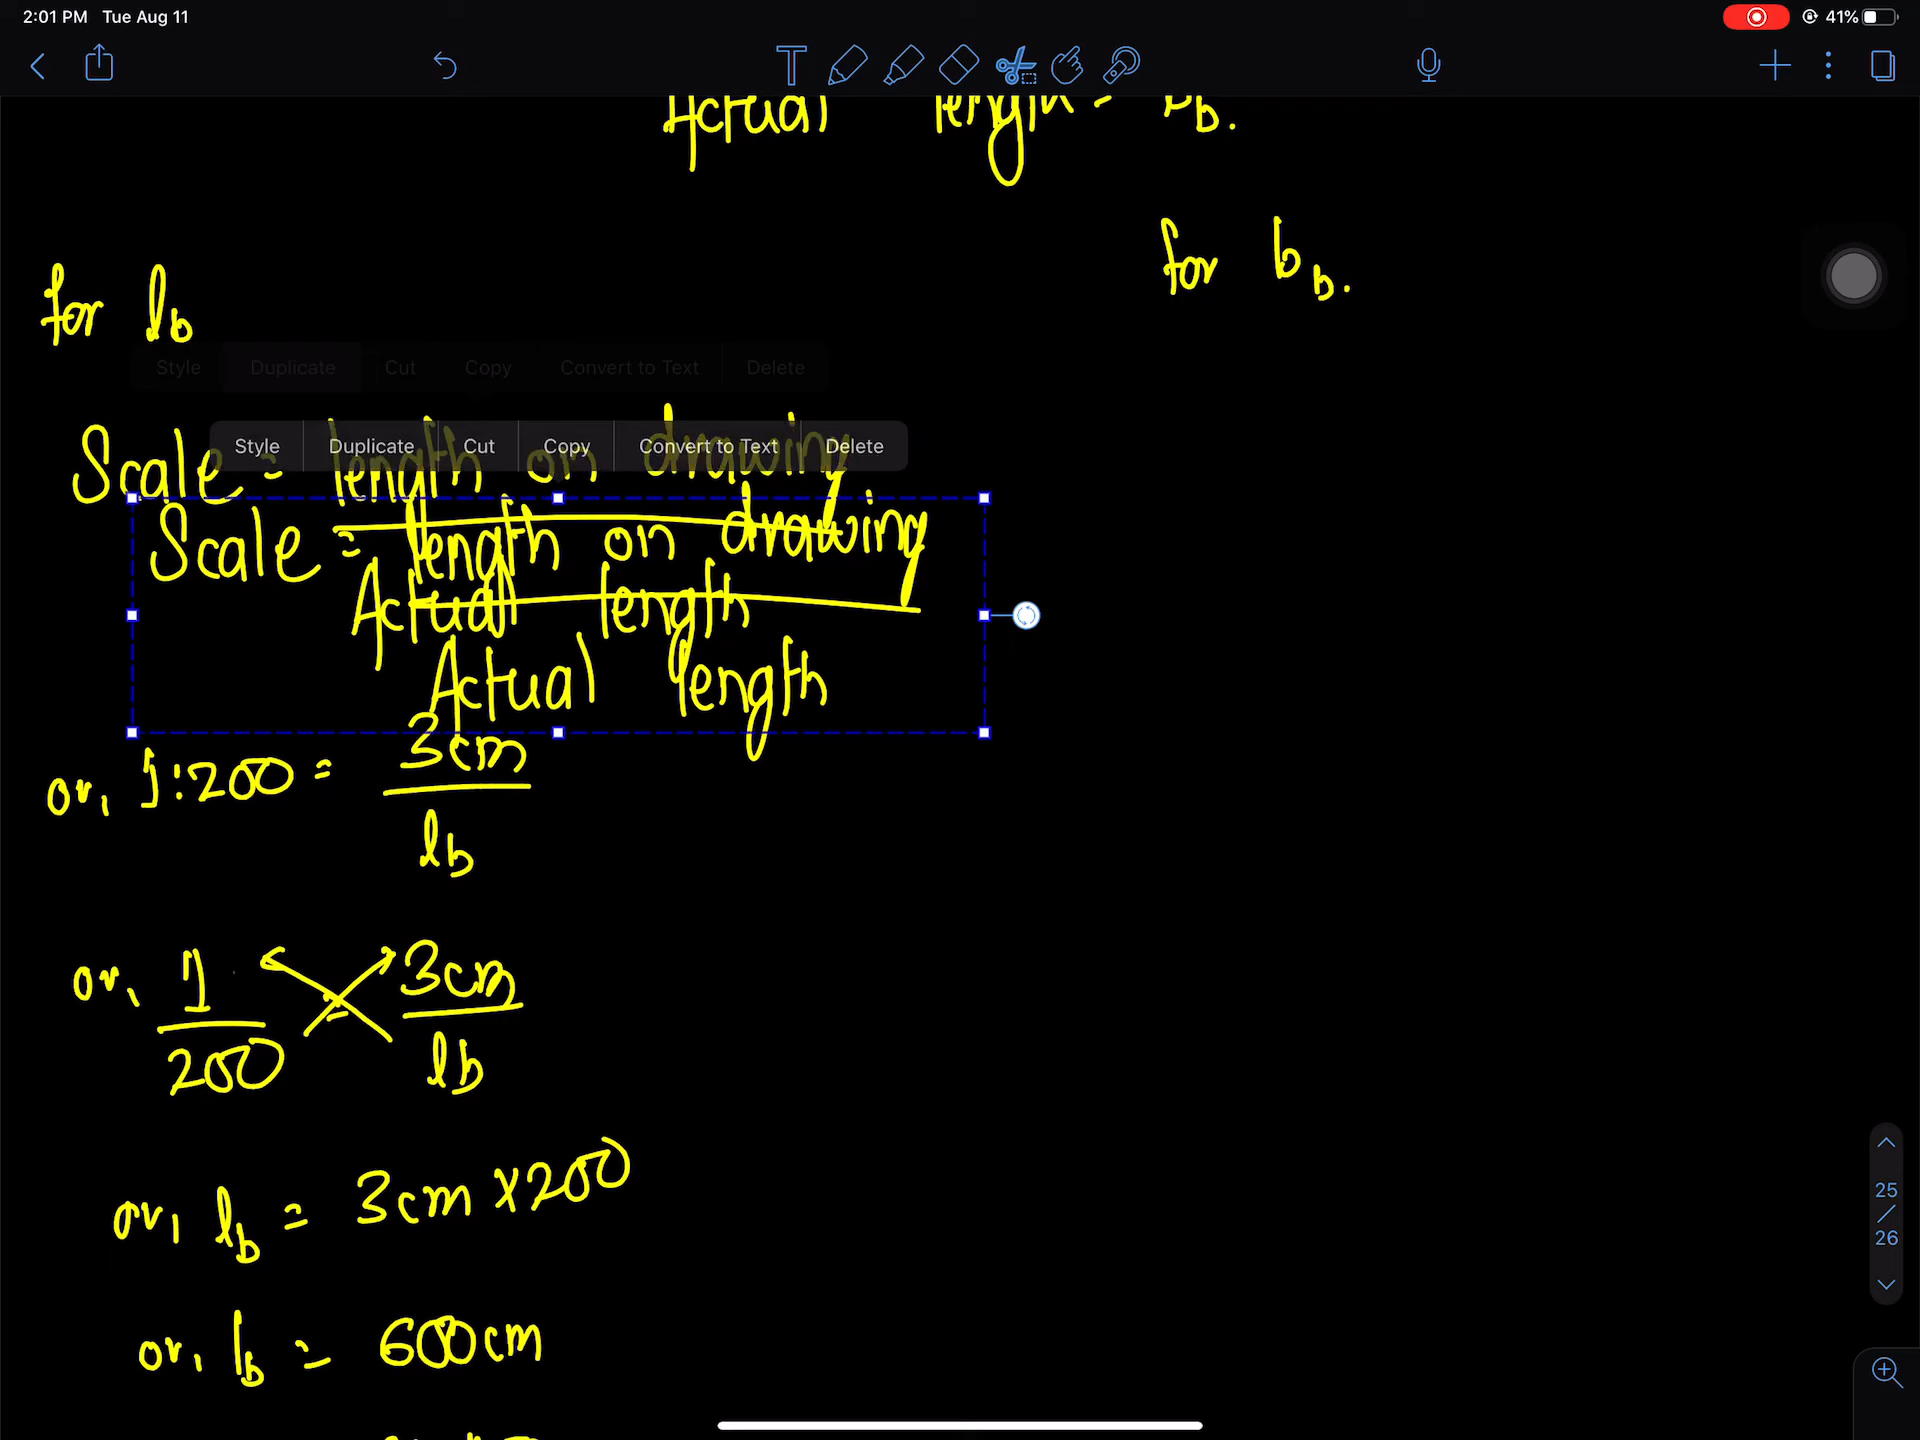 2:01 PM Tue Aug 11
41%
Actual length =
b.
for b b.
for lb
Style Duplicate Cut Copy Convert to Text Delete
Style Duplicate Cut Copy Convert to Text Delete
Scale = length on drawing
Actual length
Scale = length on drawing
Actual length
or, 1:200 = 3cm
lb
or, 1 = 3cm
200 lb
or, lb = 3cm x 200
or, lb = 600cm
25
/
26